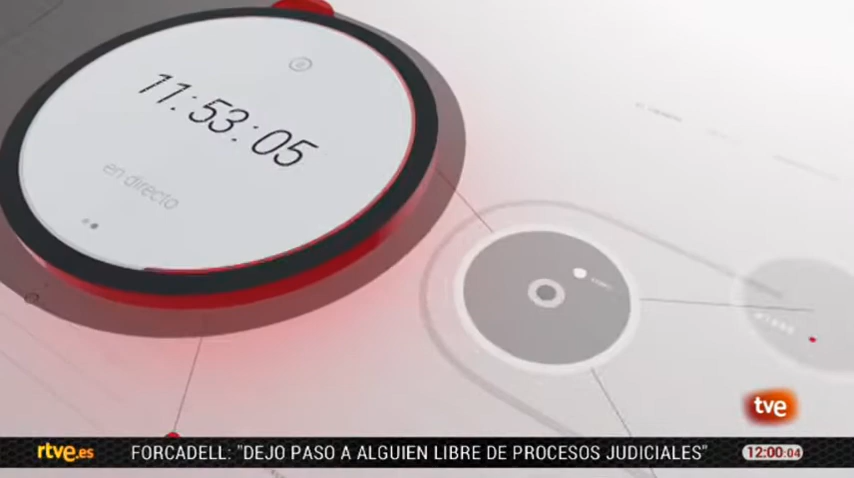 11:53:05
en directo
tve
rtve.es
FORCADELL: "DEJO PASO A ALGUIEN LIBRE DE PROCESOS JUDICIALES"
12:00:04